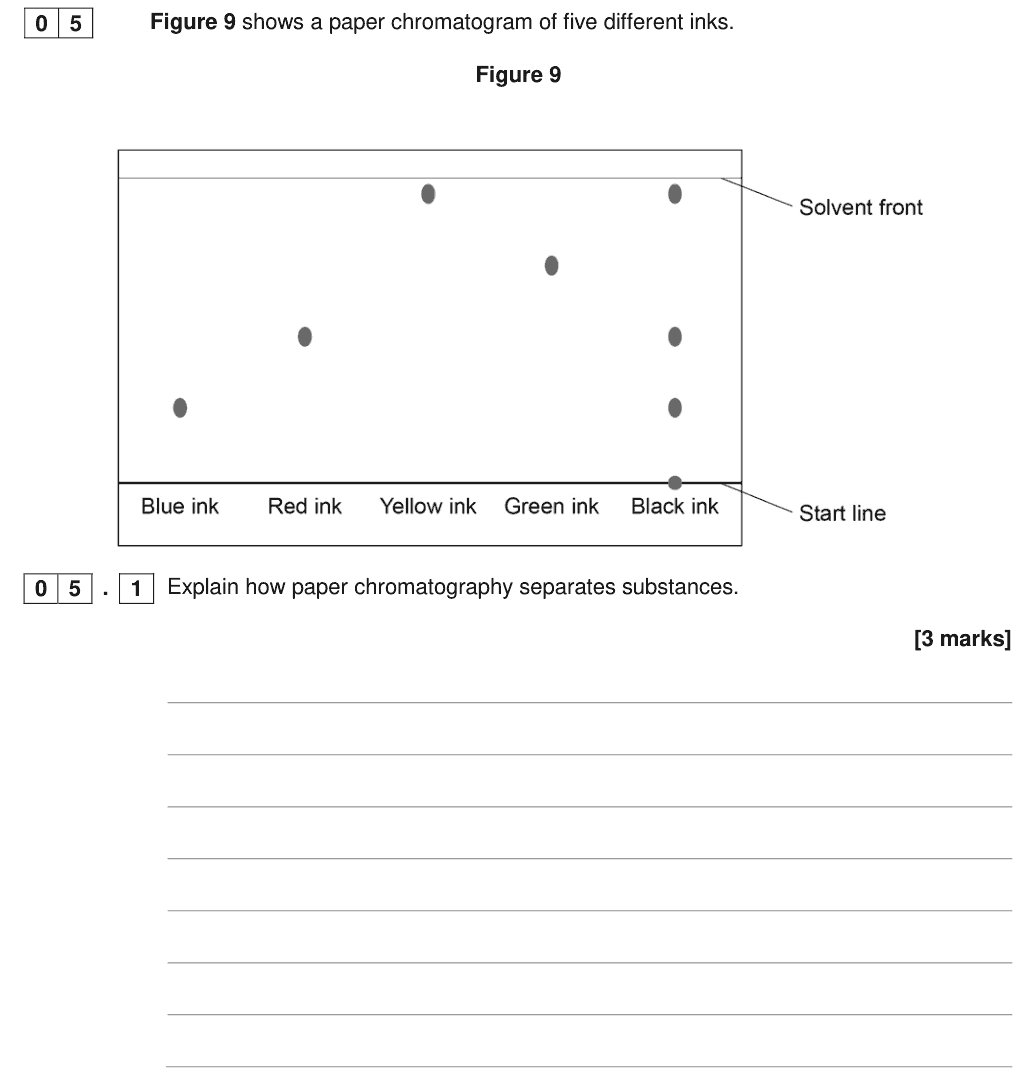 0 5 Figure 9 shows a paper chromatogram of five different inks.
Figure 9
Solvent front
Blue ink Red ink Yellow ink Green ink Black ink
Start line
0 5 . 1 Explain how paper chromatography separates substances.
[3 marks]